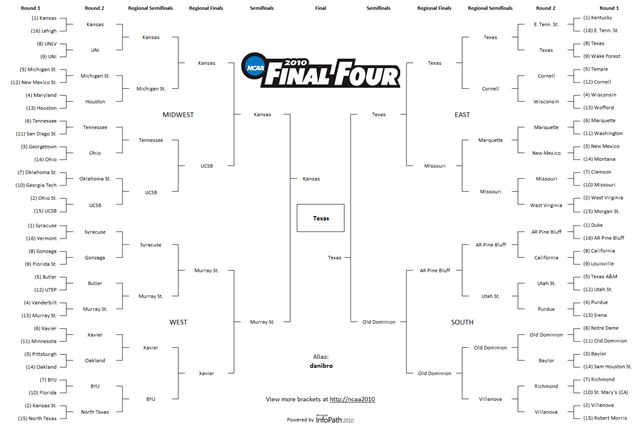 Round 1 Round 2 Regional Semifinals Regional Finals Semifinals Final Semifinals Regional Finals Regional Semifinals Round 2 Round 1
(1) Kansas
Kansas
(16) Lehigh
Kansas
(8) UNLV
UNI
(9) UNI
Kansas
(5) Michigan St.
Michigan St.
(12) New Mexico St.
Michigan St.
(4) Maryland
Houston
(13) Houston
MIDWEST
Kansas
(6) Tennessee
Tennessee
(11) San Diego St.
Tennessee
(3) Georgetown
Ohio
(14) Ohio
UCSB
(7) Oklahoma St.
Oklahoma St.
(10) Georgia Tech
UCSB
(2) Ohio St.
UCSB
(15) UCSB
Kansas
(1) Syracuse
Syracuse
(16) Vermont
Syracuse
(8) Gonzaga
Gonzaga
(9) Florida St.
Murray St.
(5) Butler
Butler
(12) UTEP
Murray St.
(4) Vanderbilt
Murray St.
(13) Murray St.
WEST
Murray St.
(6) Xavier
Xavier
(11) Minnesota
Xavier
(3) Pittsburgh
Oakland
(14) Oakland
Xavier
(7) BYU
BYU
(10) Florida
BYU
(2) Kansas St.
North Texas
(15) North Texas
NCAA
2010
FINAL FOUR
Texas
Texas
Alias:
danibro
View more brackets at http://ncaa2010
Powered by Microsoft InfoPath 2010
(1) Kentucky
E. Tenn. St.
(16) E. Tenn. St.
Texas
(8) Texas
Texas
(9) Wake Forest
Texas
(5) Temple
Cornell
(12) Cornell
Cornell
(4) Wisconsin
Wisconsin
(13) Wofford
EAST
Texas
(6) Marquette
Marquette
(11) Washington
Marquette
(3) New Mexico
New Mexico
(14) Montana
Missouri
(7) Clemson
Missouri
(10) Missouri
Missouri
(2) West Virginia
West Virginia
(15) Morgan St.
(1) Duke
AR Pine Bluff
(16) AR Pine Bluff
AR Pine Bluff
(8) California
California
(9) Louisville
AR Pine Bluff
(5) Texas A&M
Utah St.
(12) Utah St.
Utah St.
(4) Purdue
Purdue
(13) Siena
SOUTH
Old Dominion
(6) Notre Dame
Old Dominion
(11) Old Dominion
Old Dominion
(3) Baylor
Baylor
(14) Sam Houston St.
Old Dominion
(7) Richmond
Richmond
(10) St. Mary's (CA)
Villanova
(2) Villanova
Villanova
(15) Robert Morris